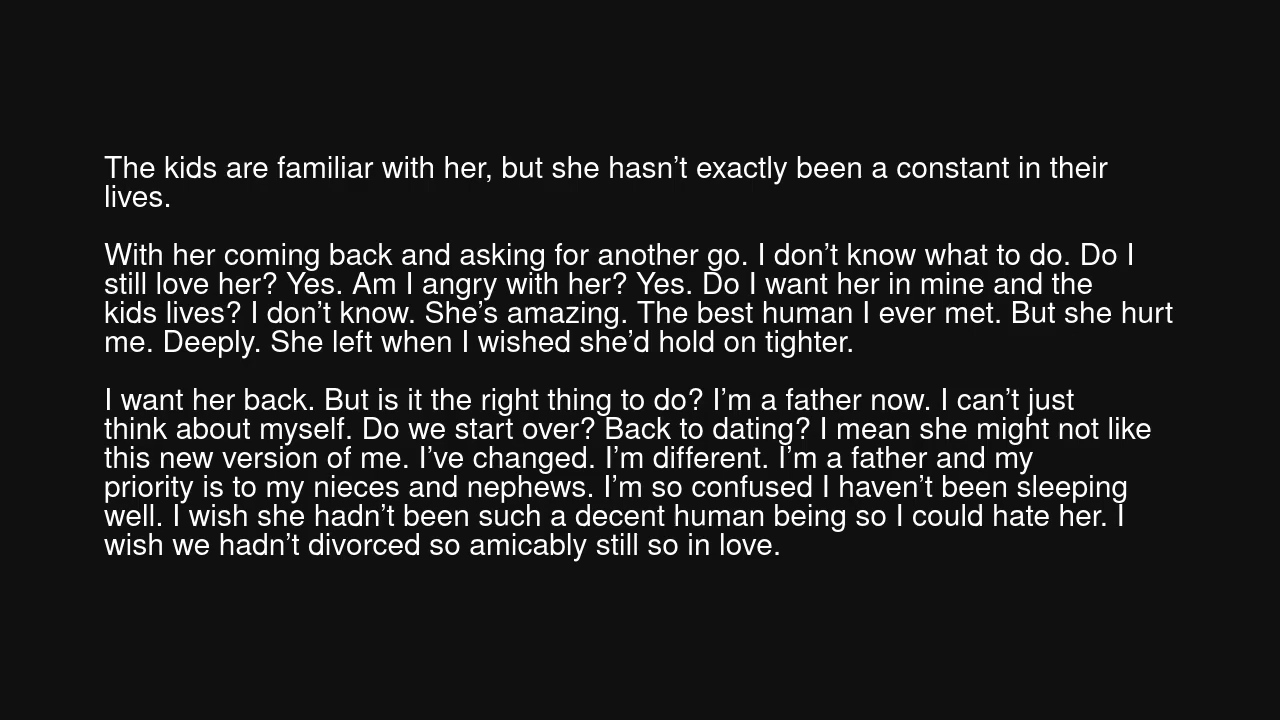 The kids are familiar with her, but she hasn’t exactly been a constant in their
lives.
With her coming back and asking for another go. I don’t know what to do. Do I
still love her? Yes. Am I angry with her? Yes. Do I want her in mine and the
kids lives? I don’t know. She’s amazing. The best human I ever met. But she hurt
me. Deeply. She left when I wished she’d hold on tighter.
I want her back. But is it the right thing to do? I’m a father now. I can’t just
think about myself. Do we start over? Back to dating? I mean she might not like
this new version of me. I’ve changed. I’m different. I’m a father and my
priority is to my nieces and nephews. I’m so confused I haven’t been sleeping
well. I wish she hadn’t been such a decent human being so I could hate her. I
wish we hadn’t divorced so amicably still so in love.